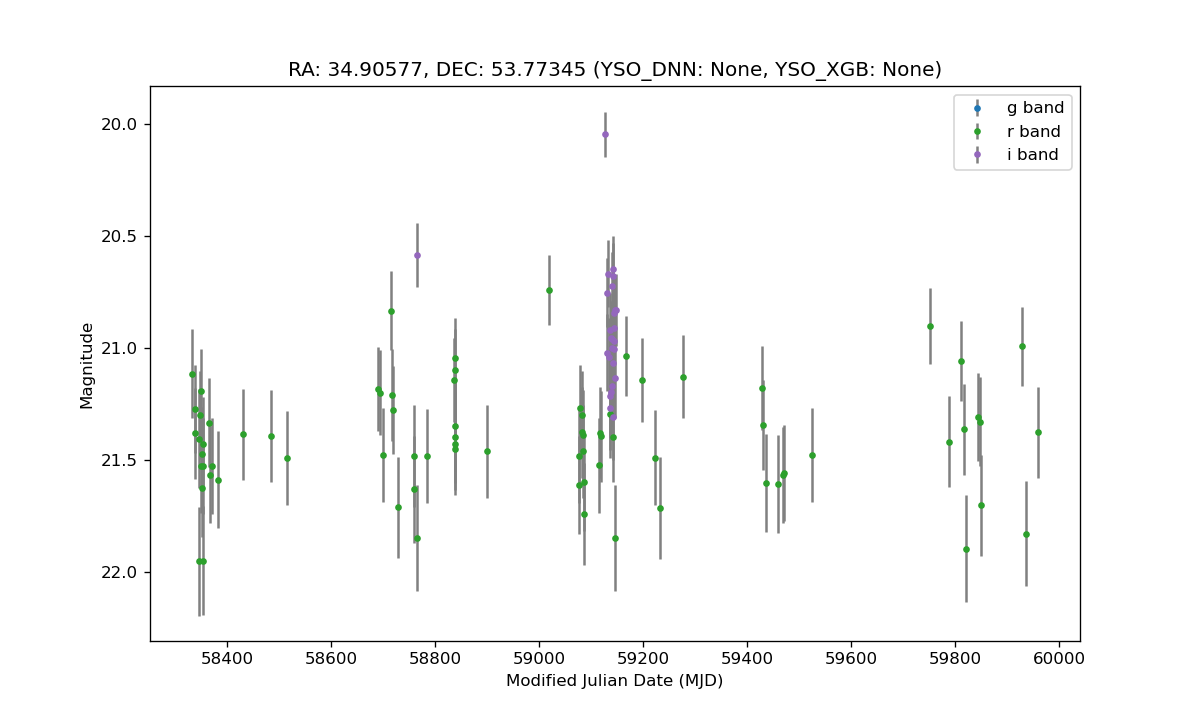 RA: 34.90577, DEC: 53.77345 (YSO_DNN: None, YSO_XGB: None)
g band
r band
i band
20.0
20.5
21.0
21.5
22.0
Magnitude
58400 58600 58800 59000 59200 59400 59600 59800 60000
Modified Julian Date (MJD)